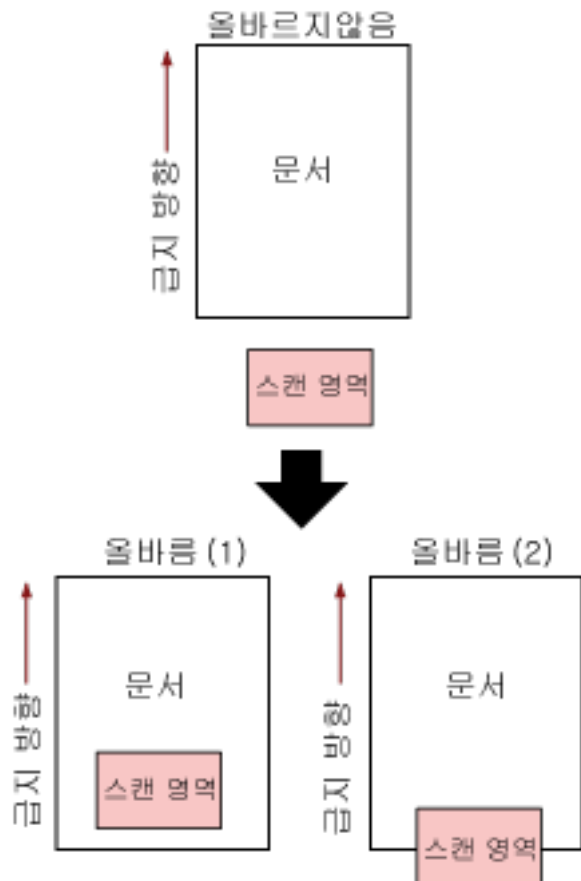 올바르지않음
급지 방향
문서
스캔 영역
올바름 (1)
올바름 (2)
급지 방향
문서
스캔 영역
급지 방향
문서
스캔 영역